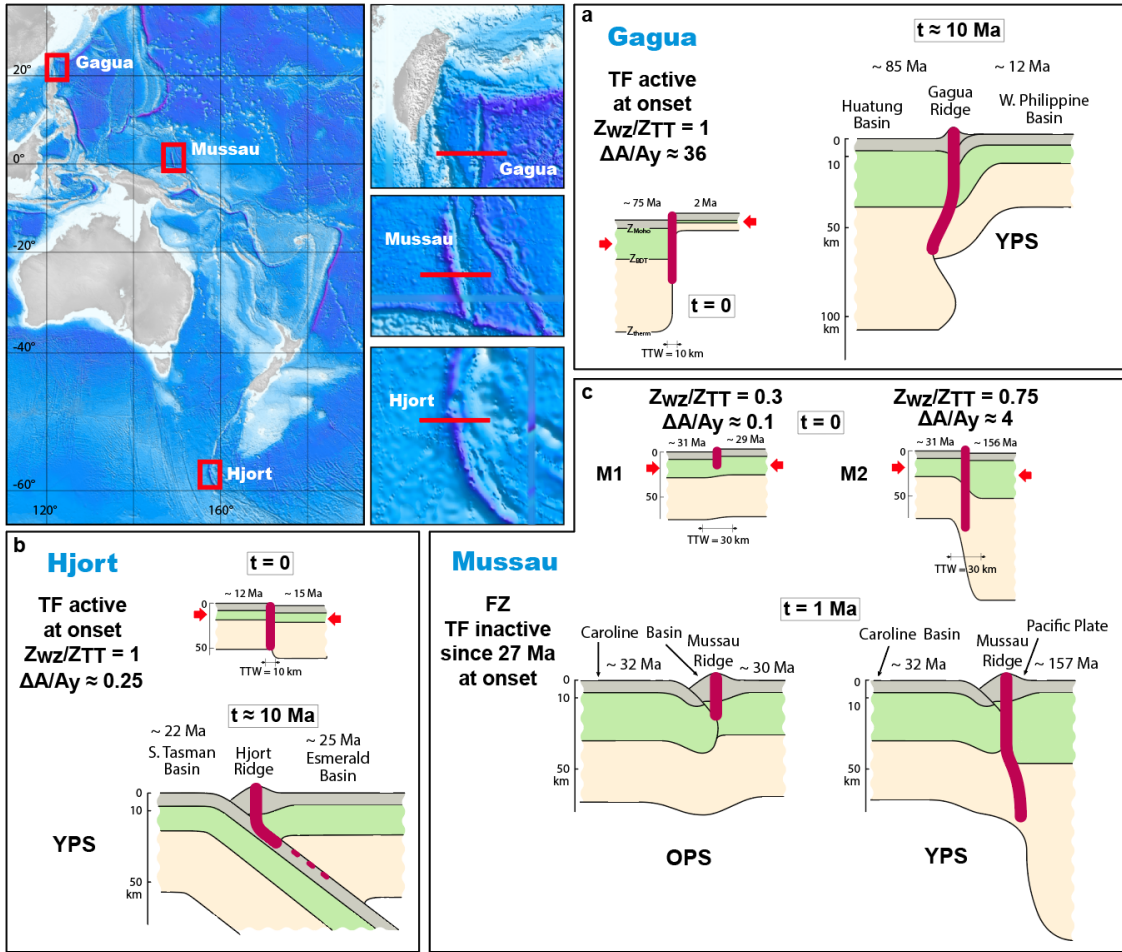 Gagua
20°
Mussau
0°
-20°
-40°
Hjort
-60°
120°
160°
Gagua
Mussau
Hjort
a
Gagua
t ≈ 10 Ma
TF active
at onset
Zwz/ZTT = 1
ΔA/Ay ≈ 36
~ 85 Ma
~ 12 Ma
Huatung
Basin
Gagua
Ridge
W. Philippine
Basin
0
10
50
km
100
km
YPS
~ 75 Ma
2 Ma
ZMoho
ZBDT
Ztherm
t = 0
TTW = 10 km
b
Hjort
t = 0
TF active
at onset
Zwz/ZTT = 1
ΔA/Ay ≈ 0.25
~ 12 Ma
~ 15 Ma
0
50
TTW = 10 km
t ≈ 10 Ma
~ 22 Ma
S. Tasman
Basin
Hjort
Ridge
~ 25 Ma
Esmerald
Basin
0
10
50
km
YPS
c
Zwz/ZTT = 0.3
ΔA/Ay ≈ 0.1
t = 0
Zwz/ZTT = 0.75
ΔA/Ay ≈ 4
M1
~ 31 Ma
~ 29 Ma
0
50
TTW = 30 km
M2
~ 31 Ma
~ 156 Ma
0
50
TTW = 30 km
Mussau
FZ
TF inactive
since 27 Ma
at onset
t = 1 Ma
Caroline Basin
Mussau
Ridge
~ 32 Ma
~ 30 Ma
0
10
50
km
OPS
Caroline Basin
Mussau
Ridge
Pacific Plate
~ 32 Ma
~ 157 Ma
0
10
50
km
YPS